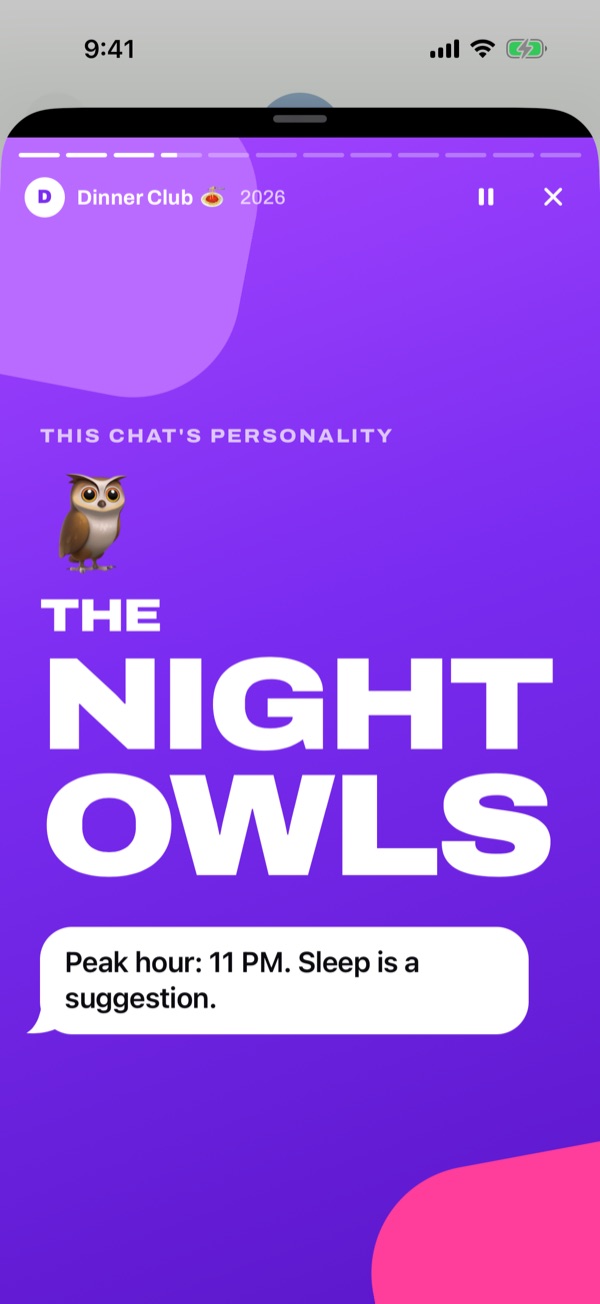 9:41
D Dinner Club 2026
THIS CHAT'S PERSONALITY
THE
NIGHT
OWLS
Peak hour: 11 PM. Sleep is a
suggestion.